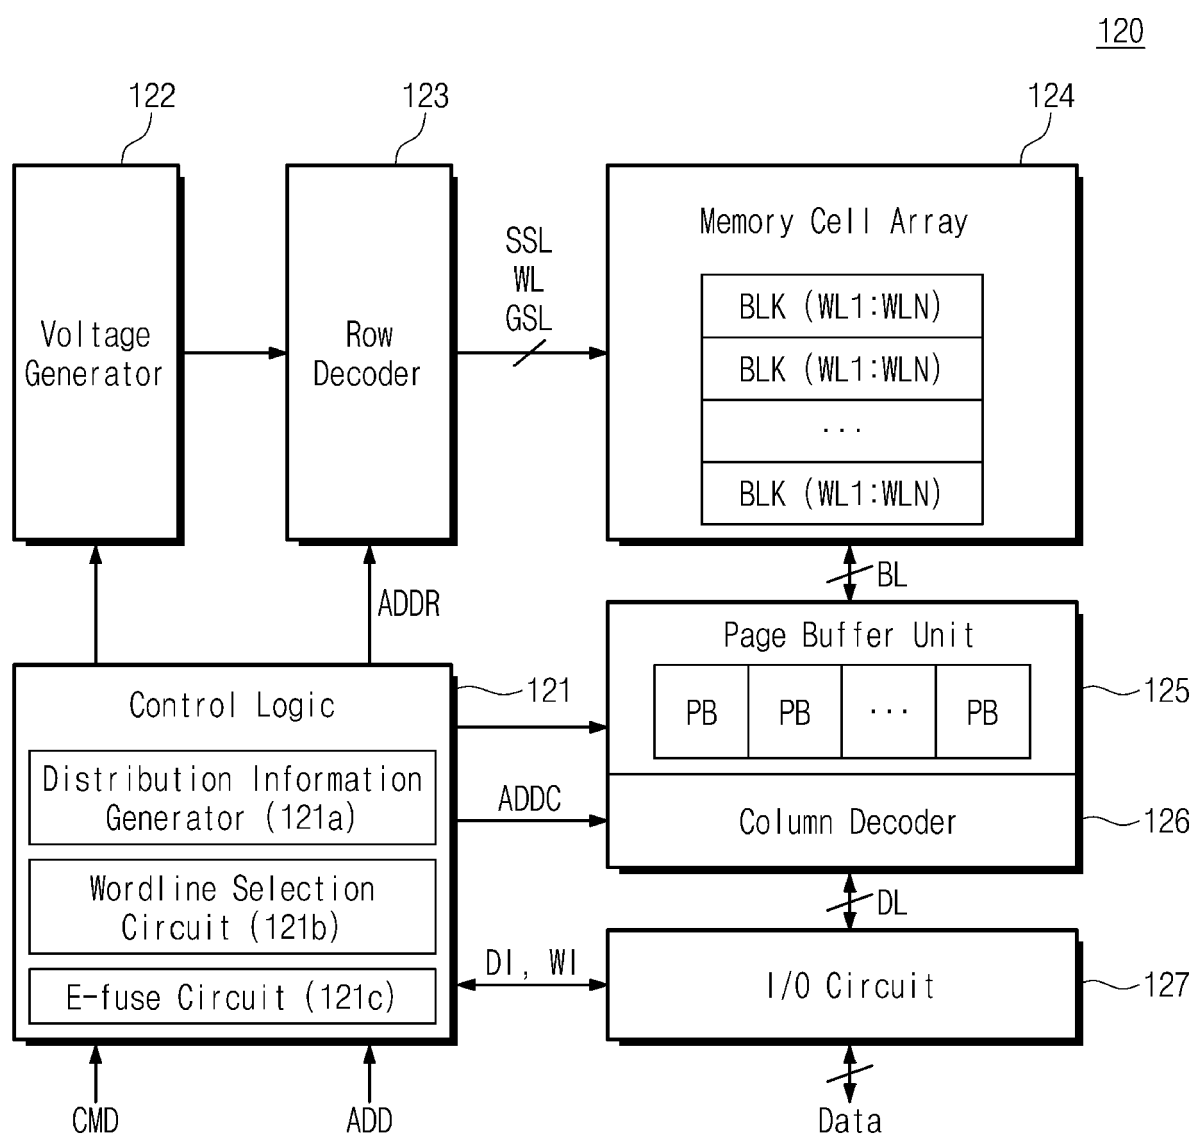 120
122
123
124
Voltage
Generator
Row
Decoder
SSL
WL
GSL
Memory Cell Array
BLK (WL1:WLN)
BLK (WL1:WLN)
...
BLK (WL1:WLN)
ADDR
BL
Control Logic
121
Distribution Information
Generator (121a)
Wordline Selection
Circuit (121b)
E-fuse Circuit (121c)
Page Buffer Unit
PB PB ... PB
125
ADDC
Column Decoder
126
DL
DI, WI
I/O Circuit
127
CMD
ADD
Data